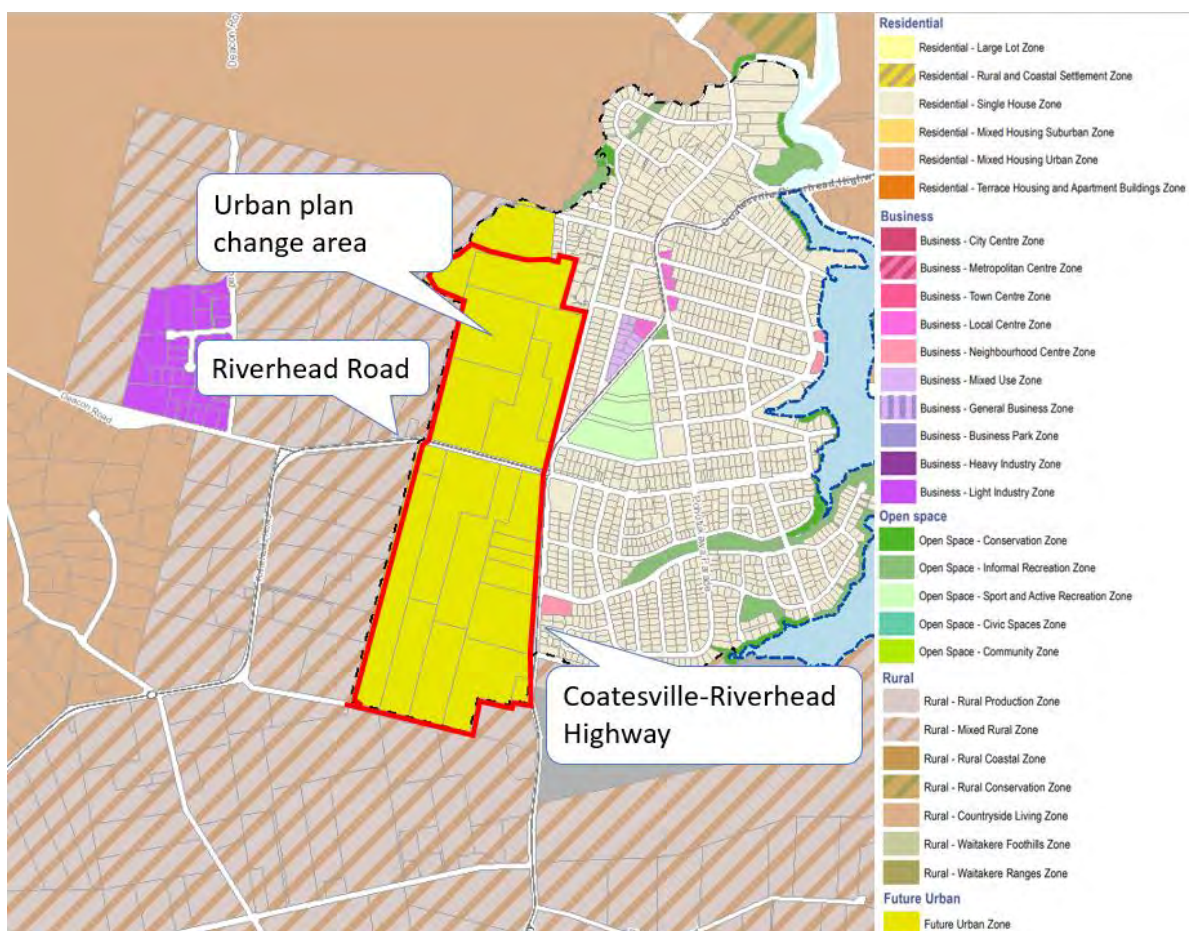 Deacon Road
Urban plan
change area
Riverhead Road
Deacon Road
Coatesville-Riverhead
Highway
Coatesville Riverhead Highway
Residential
Residential - Large Lot Zone
Residential - Rural and Coastal Settlement Zone
Residential - Single House Zone
Residential - Mixed Housing Suburban Zone
Residential - Mixed Housing Urban Zone
Residential - Terrace Housing and Apartment Buildings Zone
Business
Business - City Centre Zone
Business - Metropolitan Centre Zone
Business - Town Centre Zone
Business - Local Centre Zone
Business - Neighbourhood Centre Zone
Business - Mixed Use Zone
Business - General Business Zone
Business - Business Park Zone
Business - Heavy Industry Zone
Business - Light Industry Zone
Open space
Open Space - Conservation Zone
Open Space - Informal Recreation Zone
Open Space - Sport and Active Recreation Zone
Open Space - Civic Spaces Zone
Open Space - Community Zone
Rural
Rural - Rural Production Zone
Rural - Mixed Rural Zone
Rural - Rural Coastal Zone
Rural - Rural Conservation Zone
Rural - Countryside Living Zone
Rural - Waitakere Foothills Zone
Rural - Waitakere Ranges Zone
Future Urban
Future Urban Zone